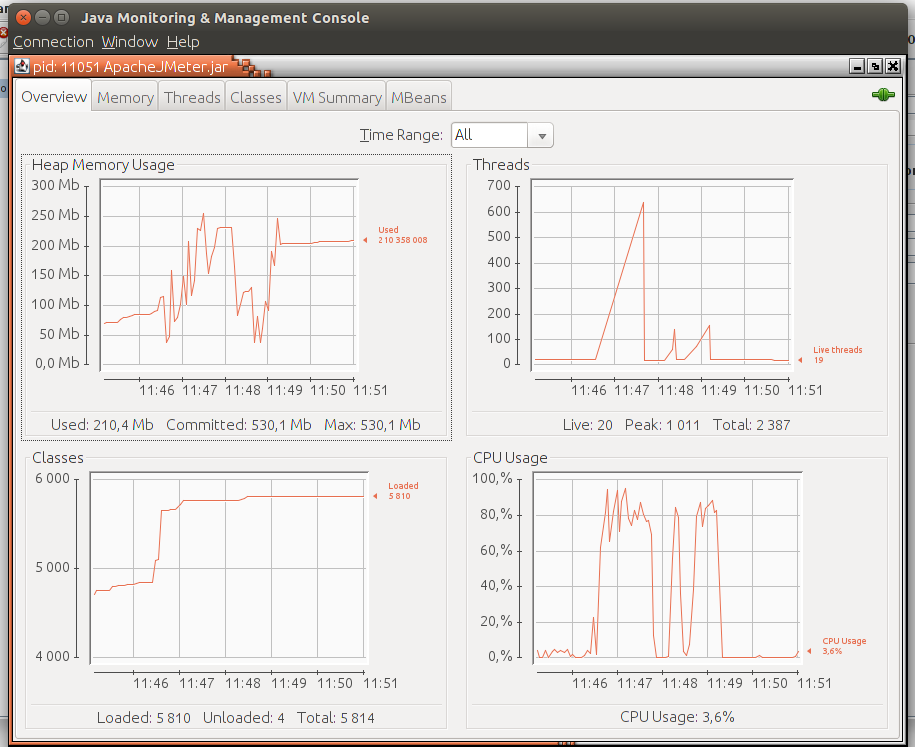 Java Monitoring & Management Console
Connection Window Help
pid: 11051 ApacheJMeter.jar
Overview Memory Threads Classes VM Summary MBeans
Time Range: All
Heap Memory Usage
300 Mb
250 Mb
200 Mb
150 Mb
100 Mb
50 Mb
0,0 Mb
Used
210 358 008
11:46 11:47 11:48 11:49 11:50 11:51
Used: 210,4 Mb Committed: 530,1 Mb Max: 530,1 Mb
Threads
700
600
500
400
300
200
100
0
Live threads
19
11:46 11:47 11:48 11:49 11:50 11:51
Live: 20 Peak: 1 011 Total: 2 387
Classes
6 000
5 000
4 000
Loaded
5 810
11:46 11:47 11:48 11:49 11:50 11:51
Loaded: 5 810 Unloaded: 4 Total: 5 814
CPU Usage
100,%
80,%
60,%
40,%
20,%
0,%
CPU Usage
3,6%
11:46 11:47 11:48 11:49 11:50 11:51
CPU Usage: 3,6%